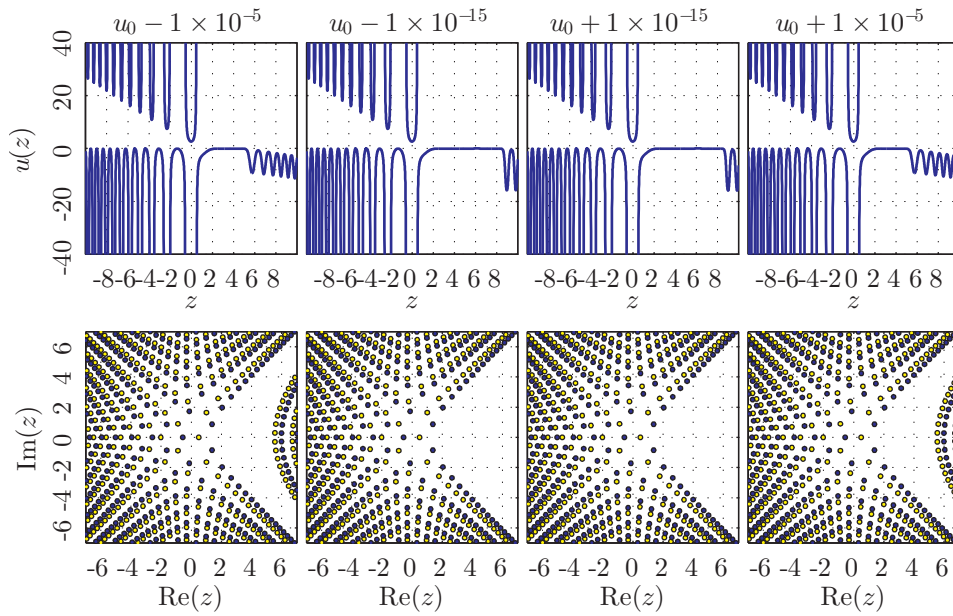 u₀ − 1 × 10⁻⁵ u₀ − 1 × 10⁻¹⁵ u₀ + 1 × 10⁻¹⁵ u₀ + 1 × 10⁻⁵
40
20
0
-20
-40
u(z)
-8 -6 -4 -2 0 2 4 6 8 -8 -6 -4 -2 0 2 4 6 8 -8 -6 -4 -2 0 2 4 6 8 -8 -6 -4 -2 0 2 4 6 8
z z z z
6
4
2
0
-2
-4
-6
Im(z)
-6 -4 -2 0 2 4 6 -6 -4 -2 0 2 4 6 -6 -4 -2 0 2 4 6 -6 -4 -2 0 2 4 6
Re(z) Re(z) Re(z) Re(z)